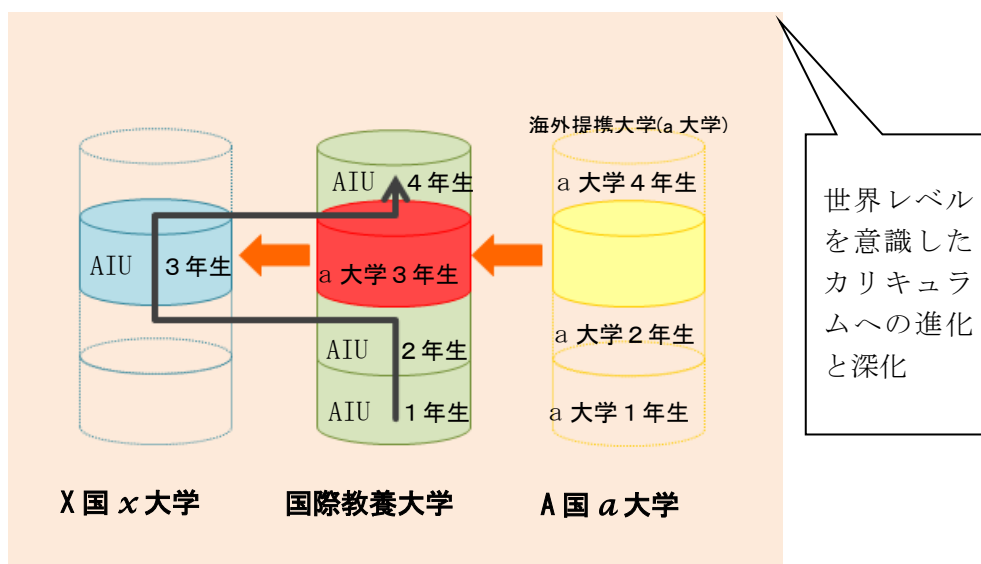 海外提携大学(a 大学)
AIU 4年生
a 大学4年生
AIU 3年生
a 大学3年生
AIU 2年生
a 大学2年生
AIU 1年生
a 大学1年生
X国 x 大学
国際教養大学
A国 a 大学
世界レベル
を意識した
カリキュラ
ムへの進化
と深化